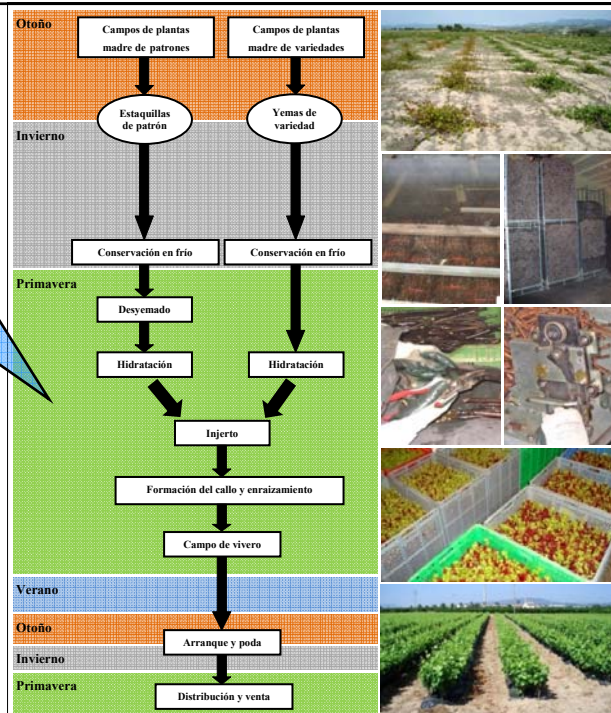 Otoño
Campos de plantas
madre de patrones
Campos de plantas
madre de variedades
Estaquillas
de patrón
Yemas de
variedad
Invierno
Conservación en frío
Conservación en frío
Primavera
Desyemado
Hidratación
Hidratación
Injerto
Formación del callo y enraizamiento
Campo de vivero
Verano
Otoño
Arranque y poda
Invierno
Primavera
Distribución y venta